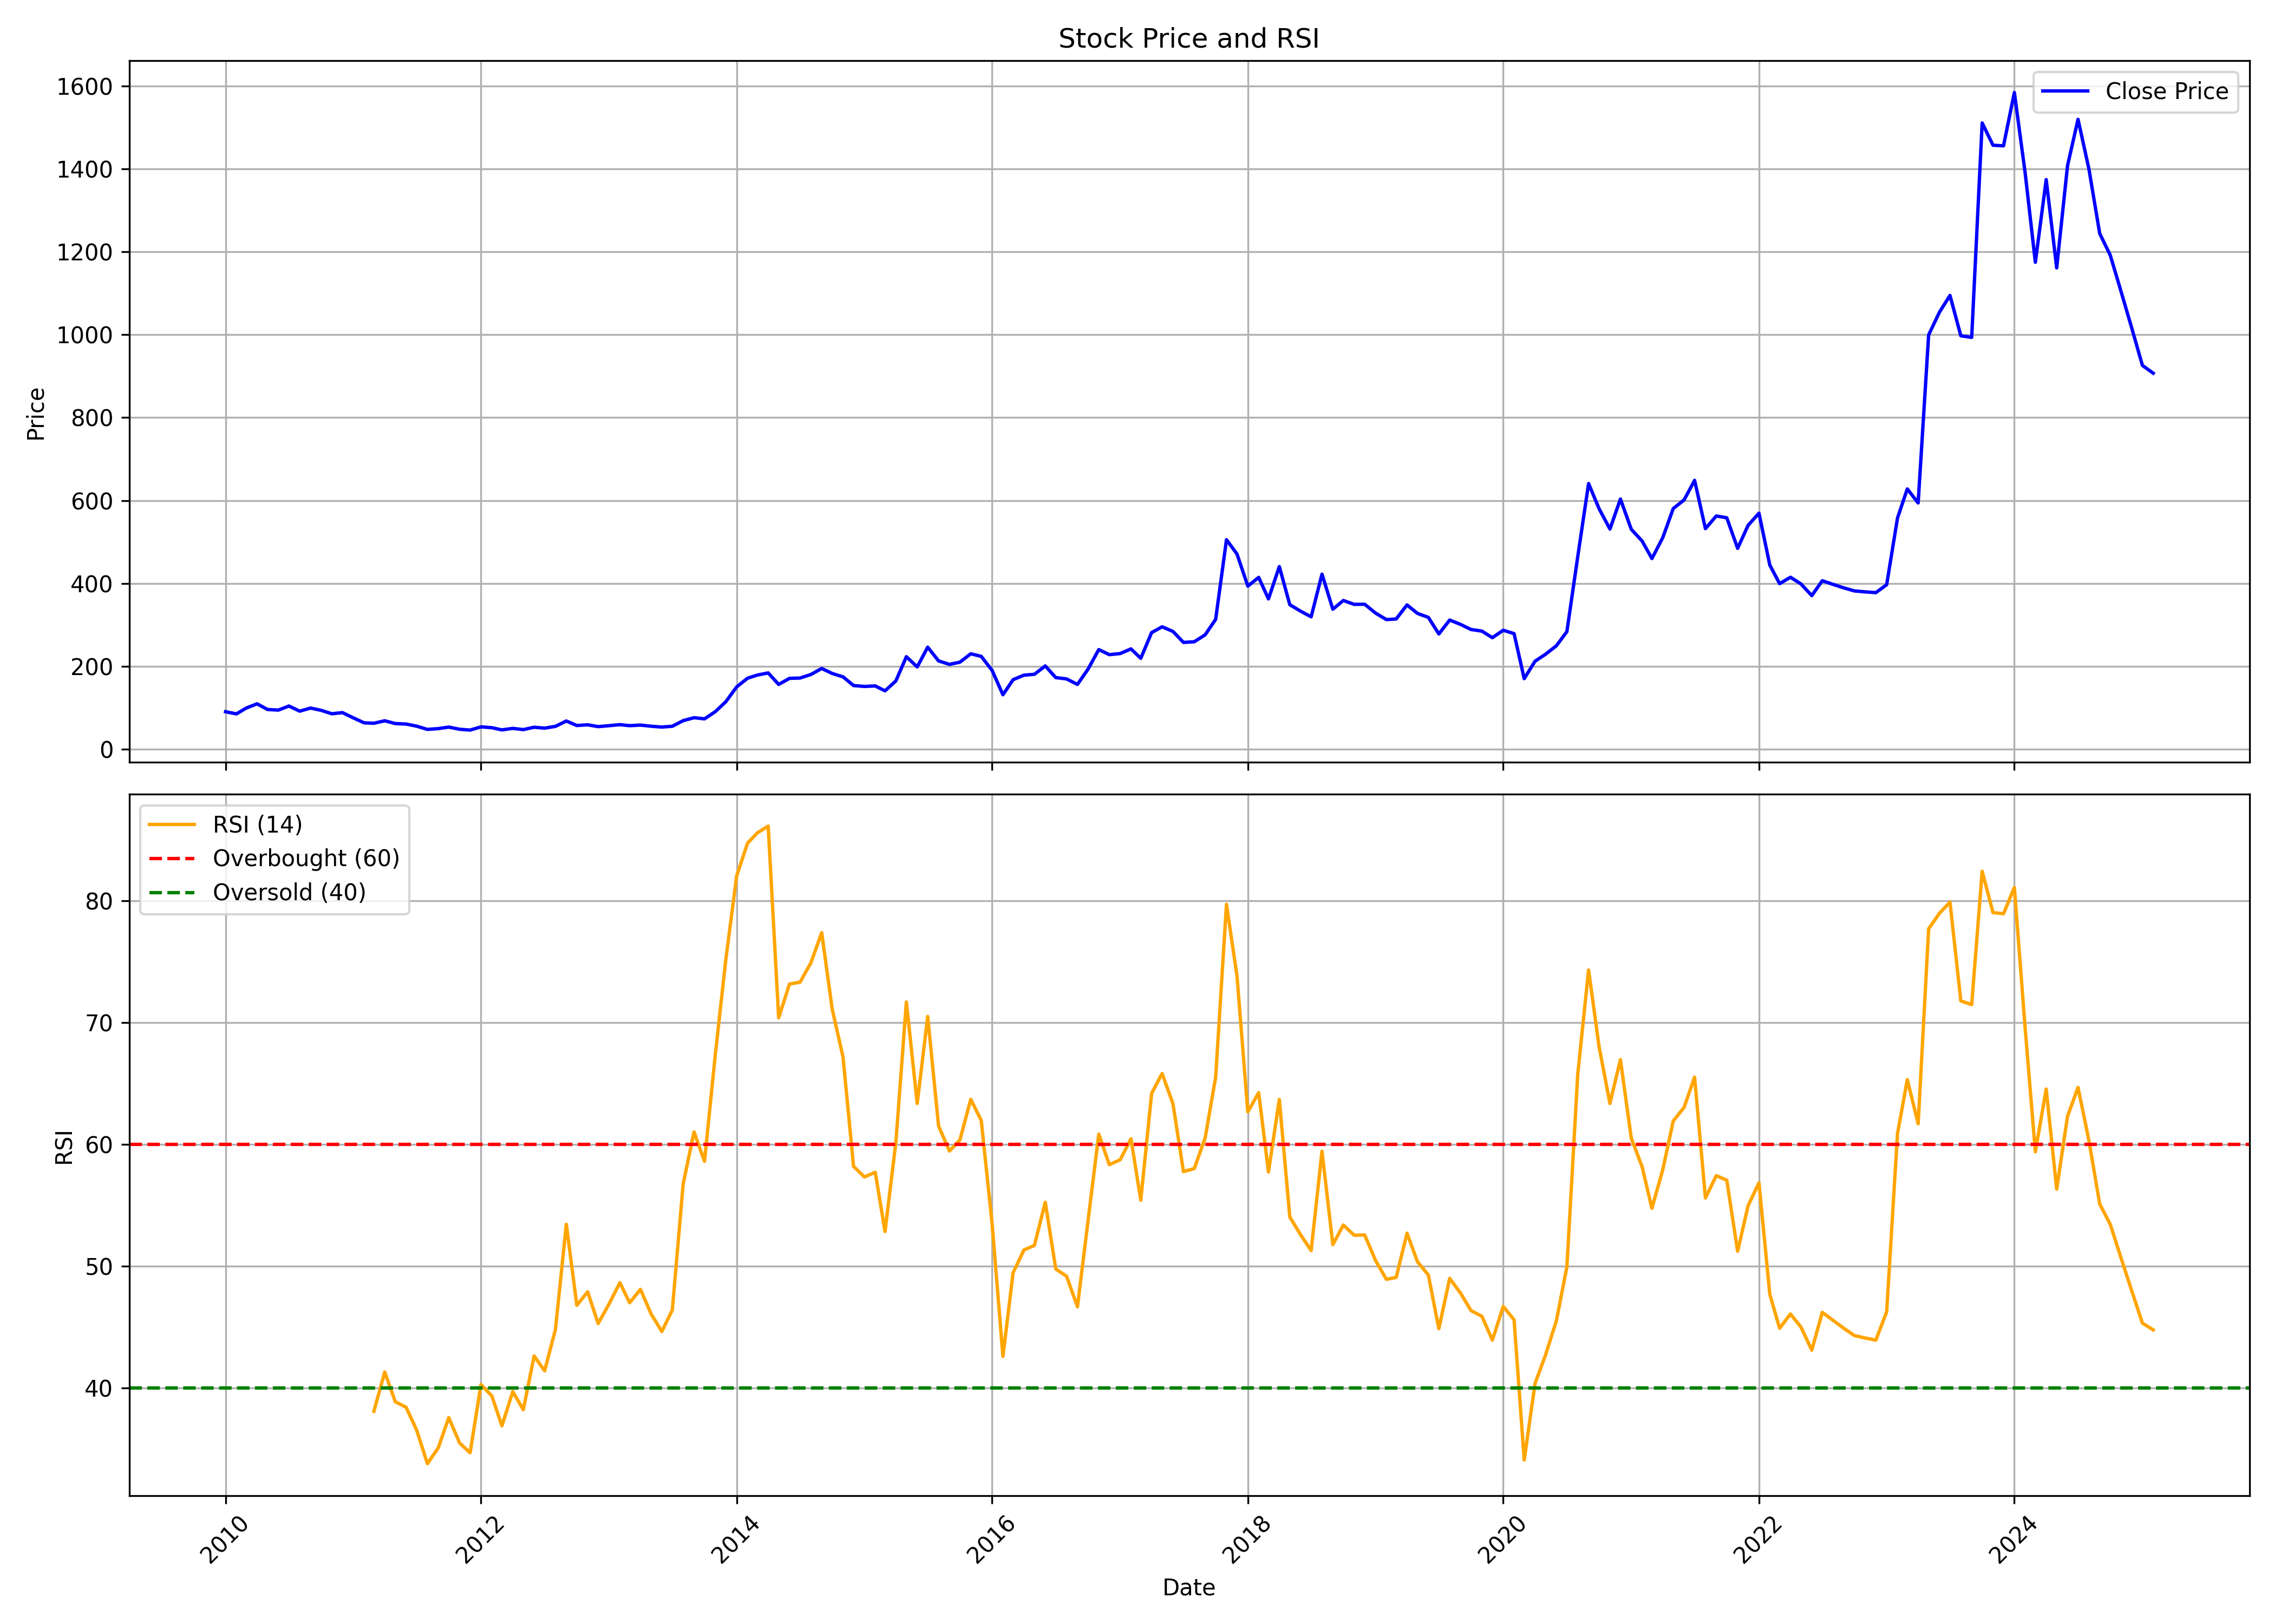 Stock Price and RSI
1600
1400
1200
1000
800
600
400
200
0
Price
Close Price
RSI (14)
Overbought (60)
Oversold (40)
80
70
60
50
40
RSI
2010
2012
2014
2016
2018
2020
2022
2024
Date